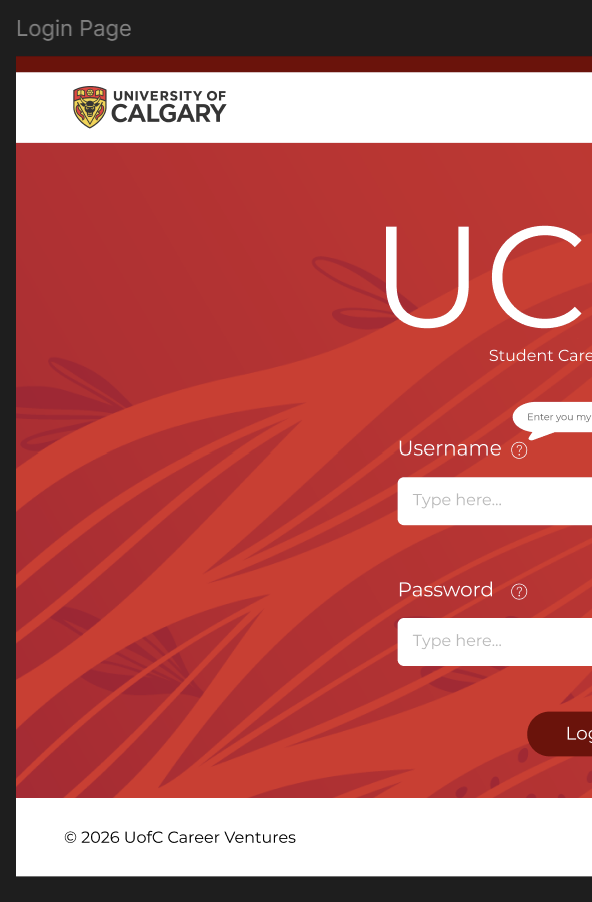 Login Page
UNIVERSITY OF
CALGARY
UC
Student Care
Enter you my
Username ?
Type here...
Password ?
Type here...
Log
© 2026 UofC Career Ventures